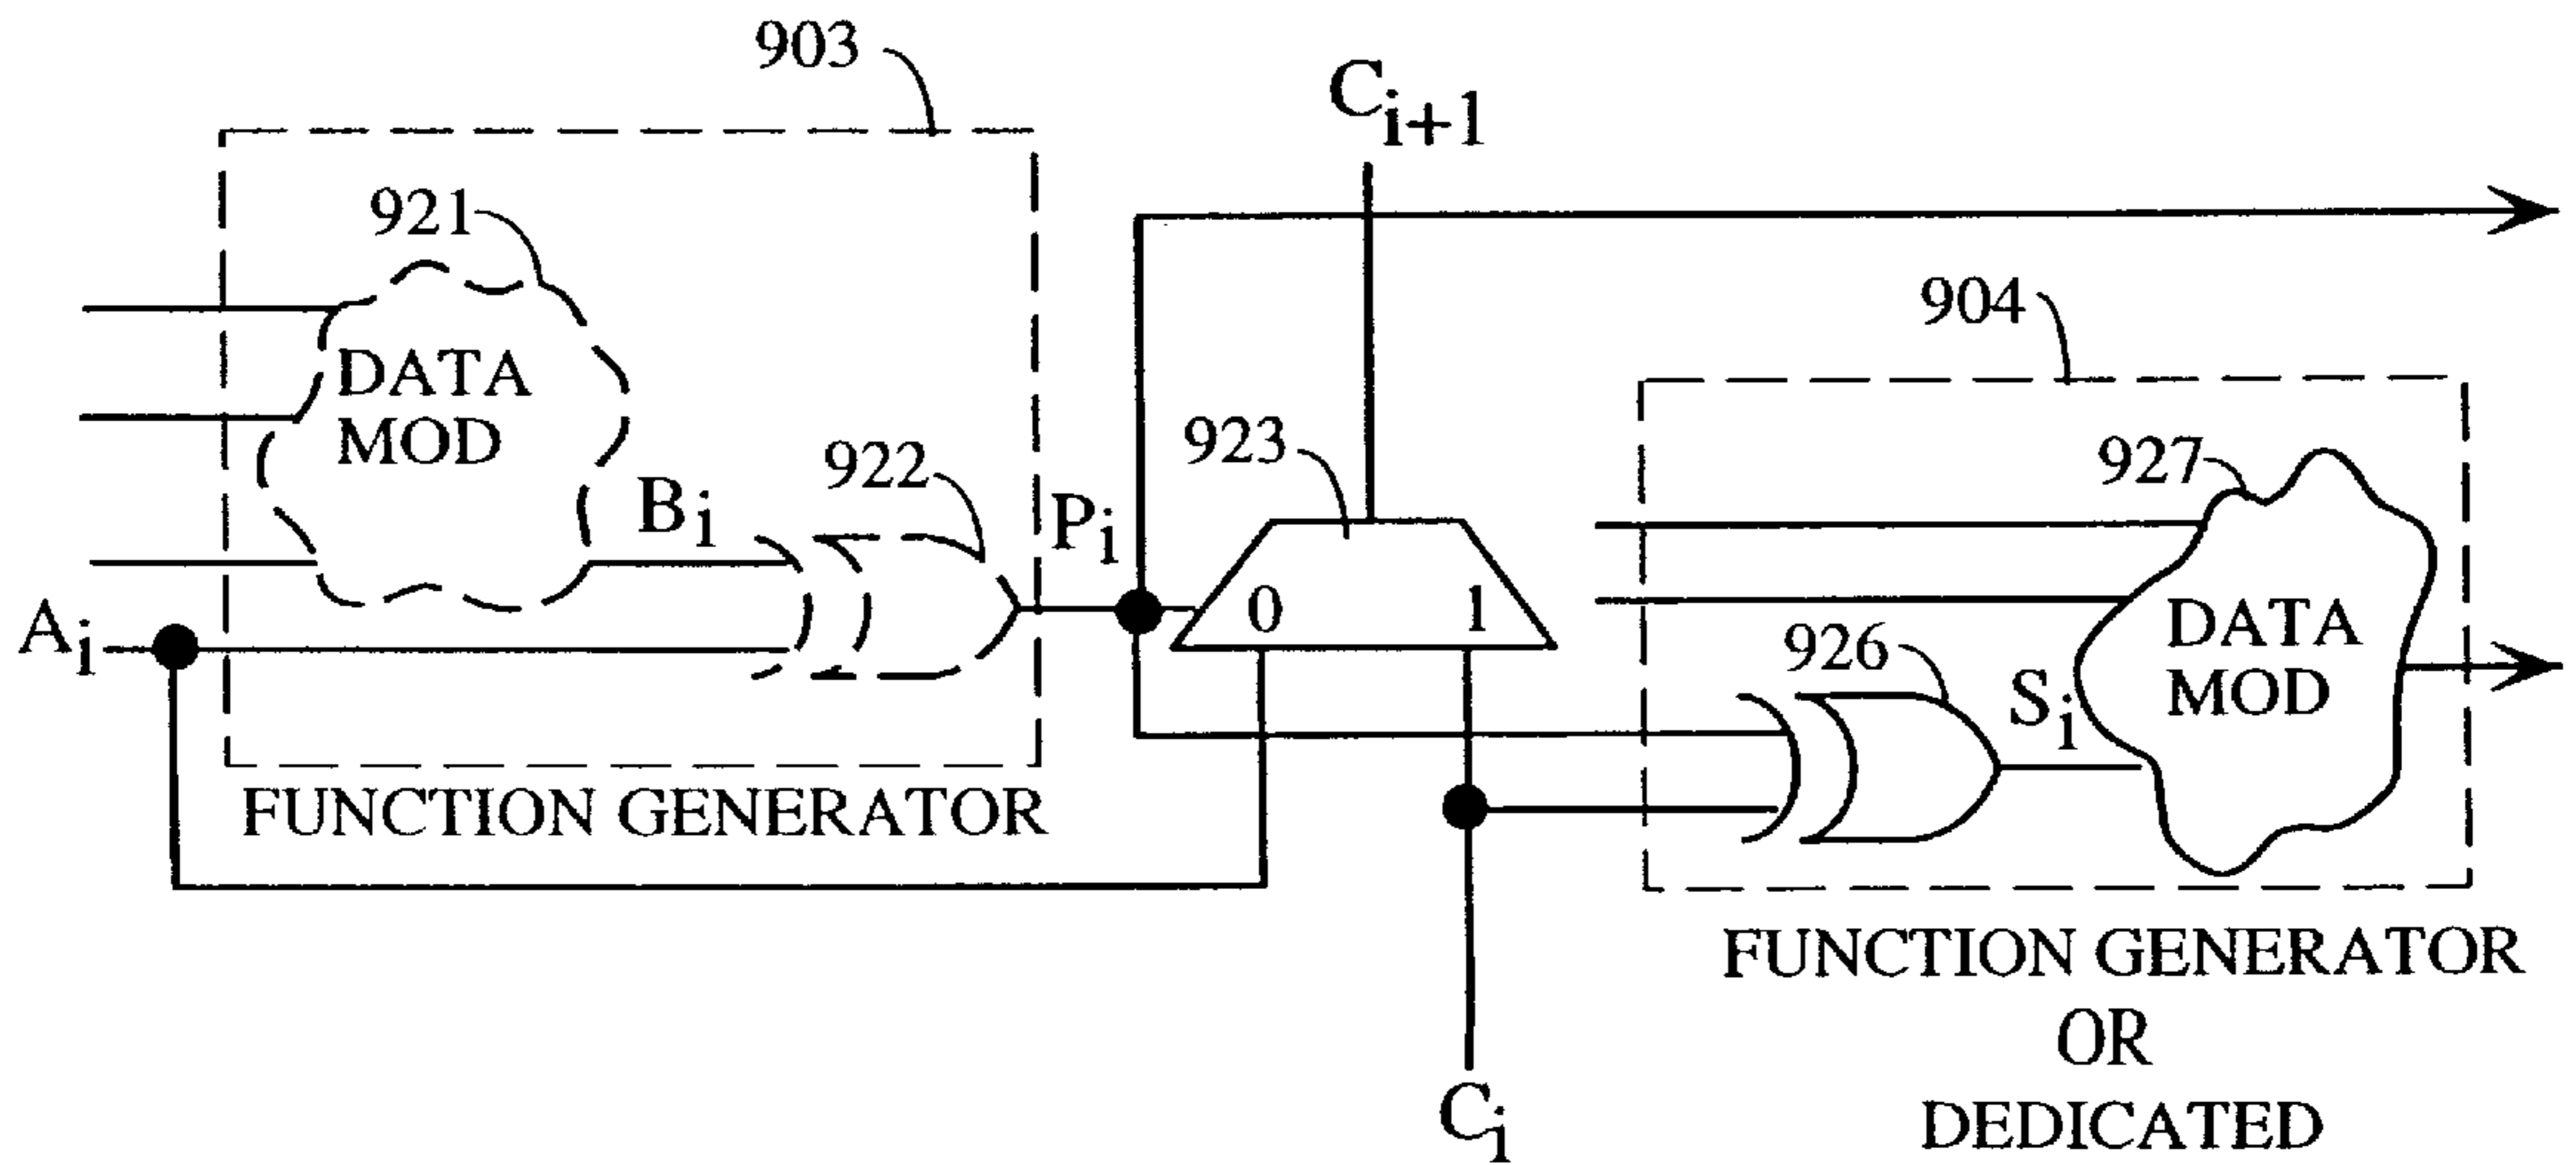 903
C_{i+1}
921
904
DATA
MOD
923
927
922
B_i
P_i
0
1
A_i
926
DATA
MOD
S_i
FUNCTION GENERATOR
FUNCTION GENERATOR
OR
DEDICATED
C_i